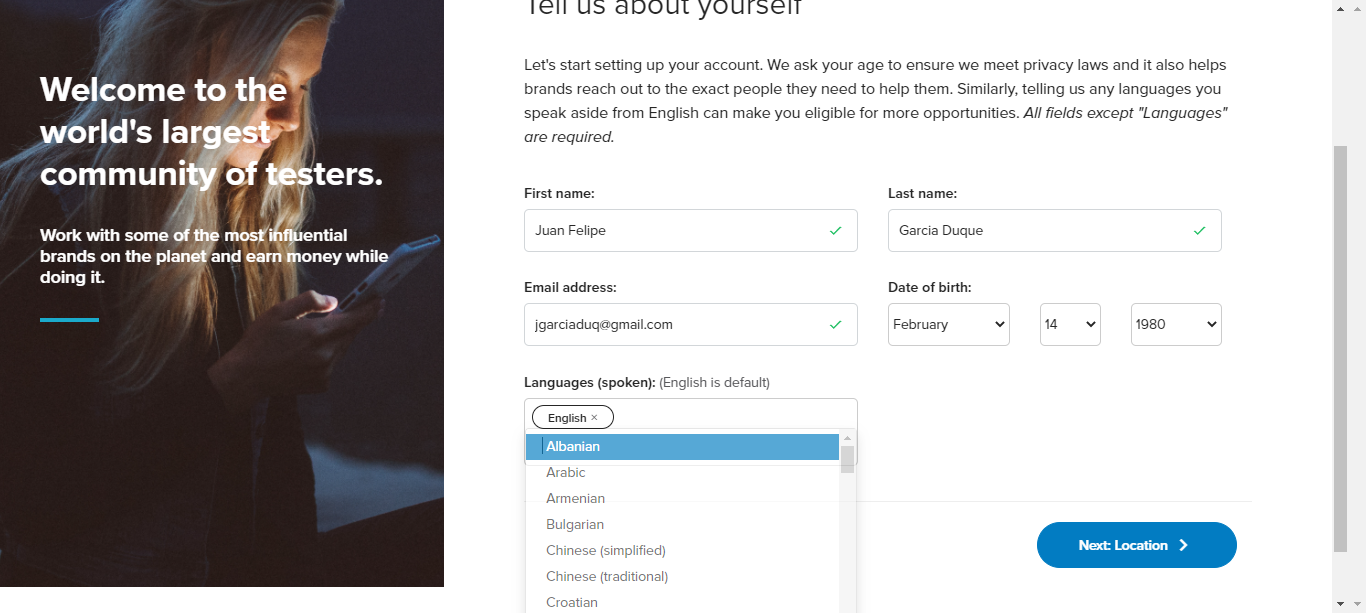 Tell us about yourself
Welcome to the
world's largest
community of testers.
Work with some of the most influential
brands on the planet and earn money while
doing it.
Let's start setting up your account. We ask your age to ensure we meet privacy laws and it also helps
brands reach out to the exact people they need to help them. Similarly, telling us any languages you
speak aside from English can make you eligible for more opportunities. All fields except "Languages"
are required.
First name:
Last name:
Juan Felipe
Garcia Duque
Email address:
Date of birth:
jgarciaduq@gmail.com
February
14
1980
Languages (spoken): (English is default)
English ×
Albanian
Arabic
Armenian
Bulgarian
Chinese (simplified)
Chinese (traditional)
Croatian
Next: Location